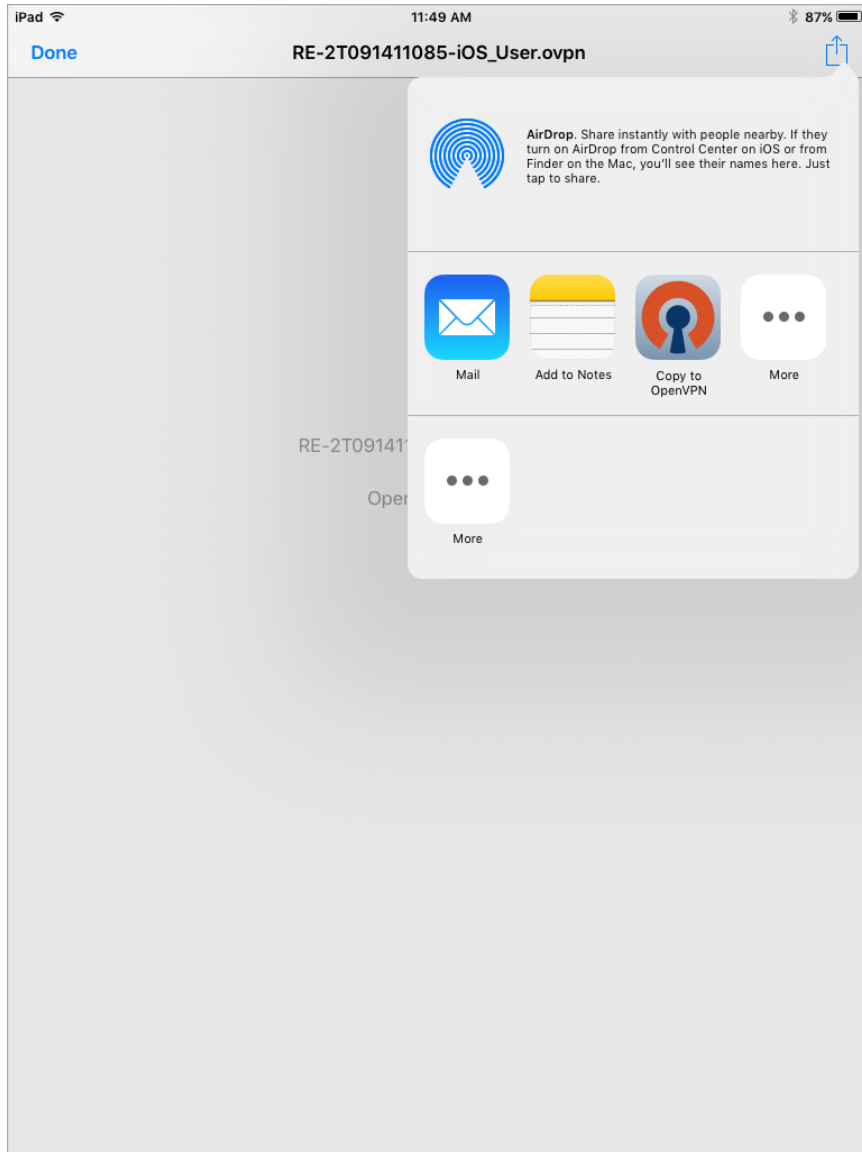 iPad 11:49 AM 87%
Done RE-2T091411085-iOS_User.ovpn
AirDrop. Share instantly with people nearby. If they
turn on AirDrop from Control Center on iOS or from
Finder on the Mac, you'll see their names here. Just
tap to share.
Mail Add to Notes Copy to OpenVPN More
RE-2T09141
Open
More